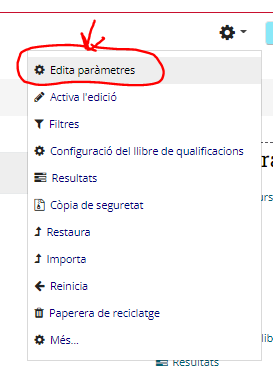 Edita paràmetres
Activa l'edició
Filtres
Configuració del llibre de qualificacions
Resultats
Còpia de seguretat
Restaura
Importa
Reinicia
Paperera de reciclatge
Més...
Resultats